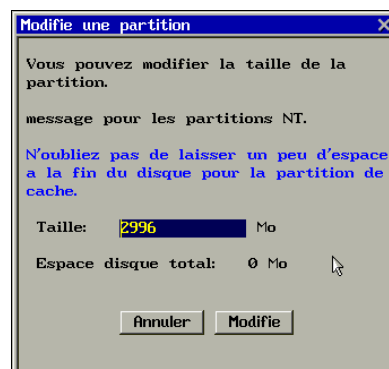 Modifie une partition
Vous pouvez modifier la taille de la
partition.
message pour les partitions NT.
N'oubliez pas de laisser un peu d'espace
a la fin du disque pour la partition de
cache.
Taille: 2996 Mo
Espace disque total: 0 Mo
Annuler Modifie